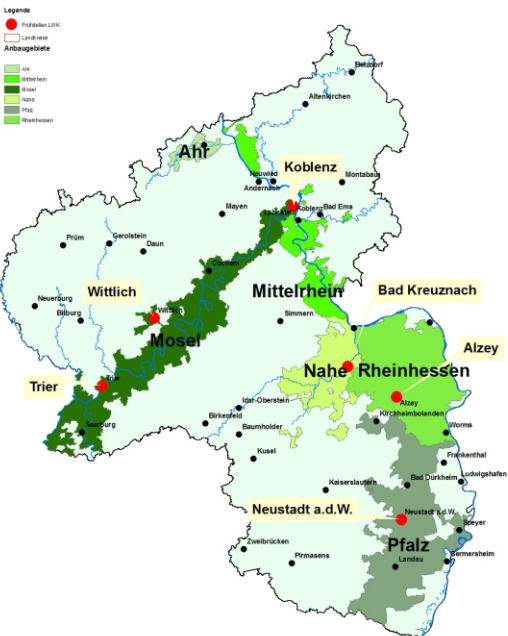 Legende
Prüfstellen LWK
Landkreise
Anbaugebiete
Ahr
Mittelrhein
Mosel
Nahe
Pfalz
Rheinhessen
Betzdorf
Altenkirchen
Ahr
Koblenz
Neuwied
Andernach
Montabaur
Mayen
Koblenz
Bad Ems
Prüm
Gerolstein
Daun
Cochem
Wittlich
Mittelrhein
Bad Kreuznach
Neuerburg
Bitburg
Wittlich
Simmern
Mosel
Alzey
Trier
Trier
Nahe
Rheinhessen
Idar-Oberstein
Alzey
Kirchheimbolanden
Birkenfeld
Baumholder
Saarburg
Worms
Kusel
Frankenthal
Kaiserslautern
Bad Dürkheim
Ludwigshafen
Neustadt a.d.W.
Neustadt a.d.W.
Speyer
Zweibrücken
Pfalz
Pirmasens
Landau
Germersheim